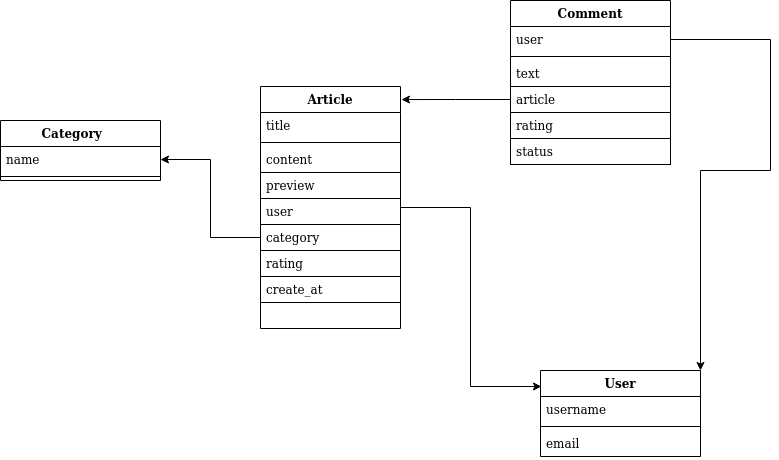 Comment
user
text
article
rating
status
Article
title
content
preview
user
category
rating
create_at
Category
name
User
username
email